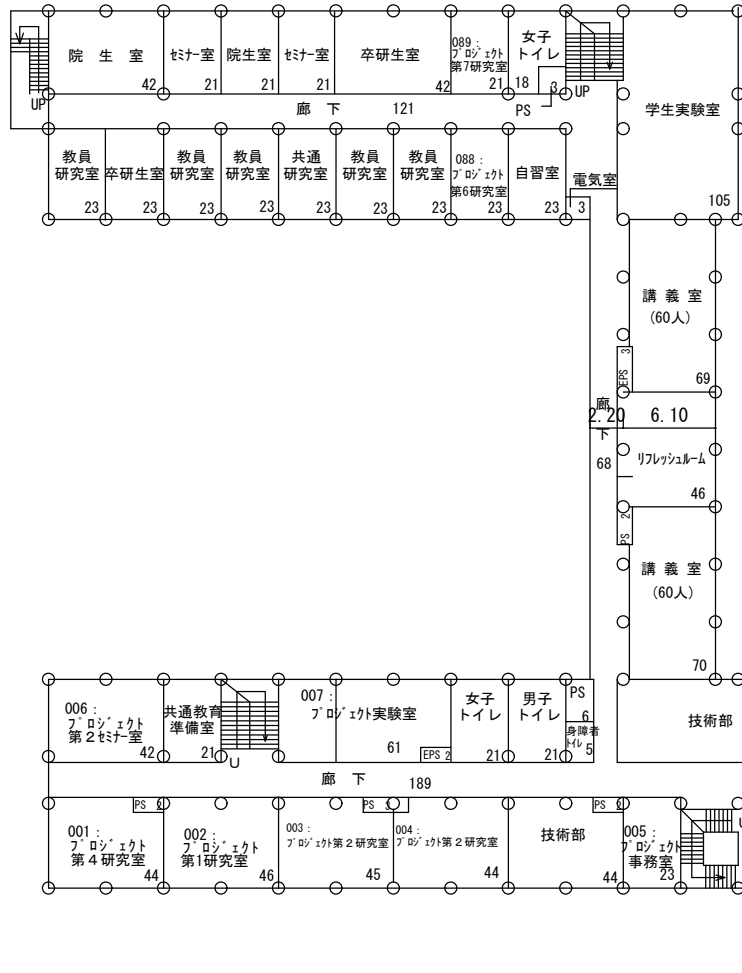 院 生 室
42
セミナー室
21
院生室
21
セミナー室
21
卒研生室
42
089：
プロジェクト
第7研究室
21
女子
トイレ
18
3
PS
UP
UP
廊 下
121
学生実験室
105
教員
研究室
23
卒研生室
23
教員
研究室
23
教員
研究室
23
共通
研究室
23
教員
研究室
23
教員
研究室
23
088：
プロジェクト
第6研究室
23
自習室
23
電気室
3
講 義 室
(60人)
69
EPS 3
廊
下
2.20
6.10
68
リフレッシュルーム
46
PS 2
講 義 室
(60人)
70
006：
プロジェクト
第２セミナー室
42
共通教育
準備室
21
U
007：
プロジェクト実験室
61
EPS 2
女子
トイレ
21
男子
トイレ
21
PS
6
身障者
トイレ
5
技術部
廊 下
189
PS 2
001：
プロジェクト
第４研究室
44
002：
プロジェクト
第1研究室
46
PS 3
003：
プロジェクト第２研究室
45
004：
プロジェクト第２研究室
44
PS 2
技術部
44
005：
プロジェクト
事務室
23